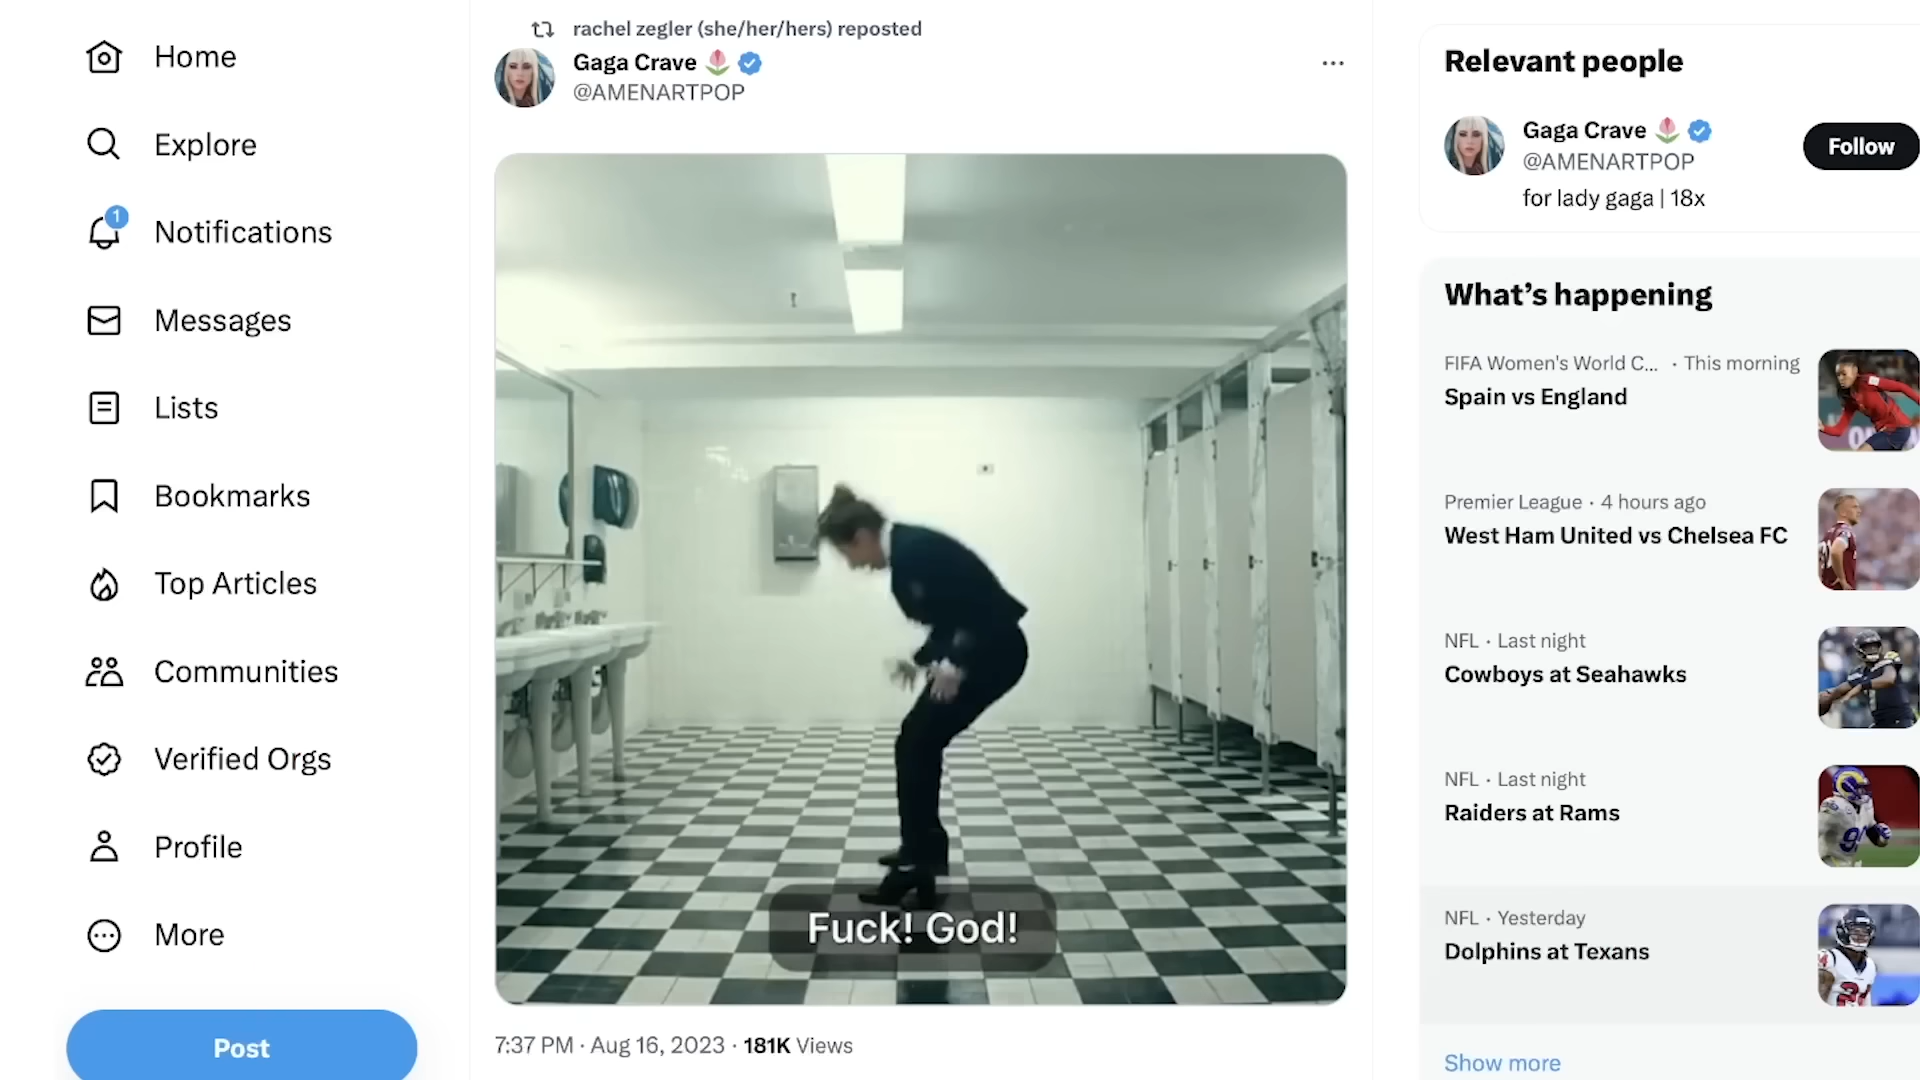 Home
Explore
1
Notifications
Messages
Lists
Bookmarks
Top Articles
Communities
Verified Orgs
Profile
More
Post
rachel zegler (she/her/hers) reposted
Gaga Crave 🌷
@AMENARTPOP
Fuck! God!
7:37 PM · Aug 16, 2023 · 181K Views
Relevant people
Gaga Crave 🌷
@AMENARTPOP
Follow
for lady gaga | 18x
What's happening
FIFA Women's World C... · This morning
Spain vs England
Premier League · 4 hours ago
West Ham United vs Chelsea FC
NFL · Last night
Cowboys at Seahawks
NFL · Last night
Raiders at Rams
NFL · Yesterday
Dolphins at Texans
Show more